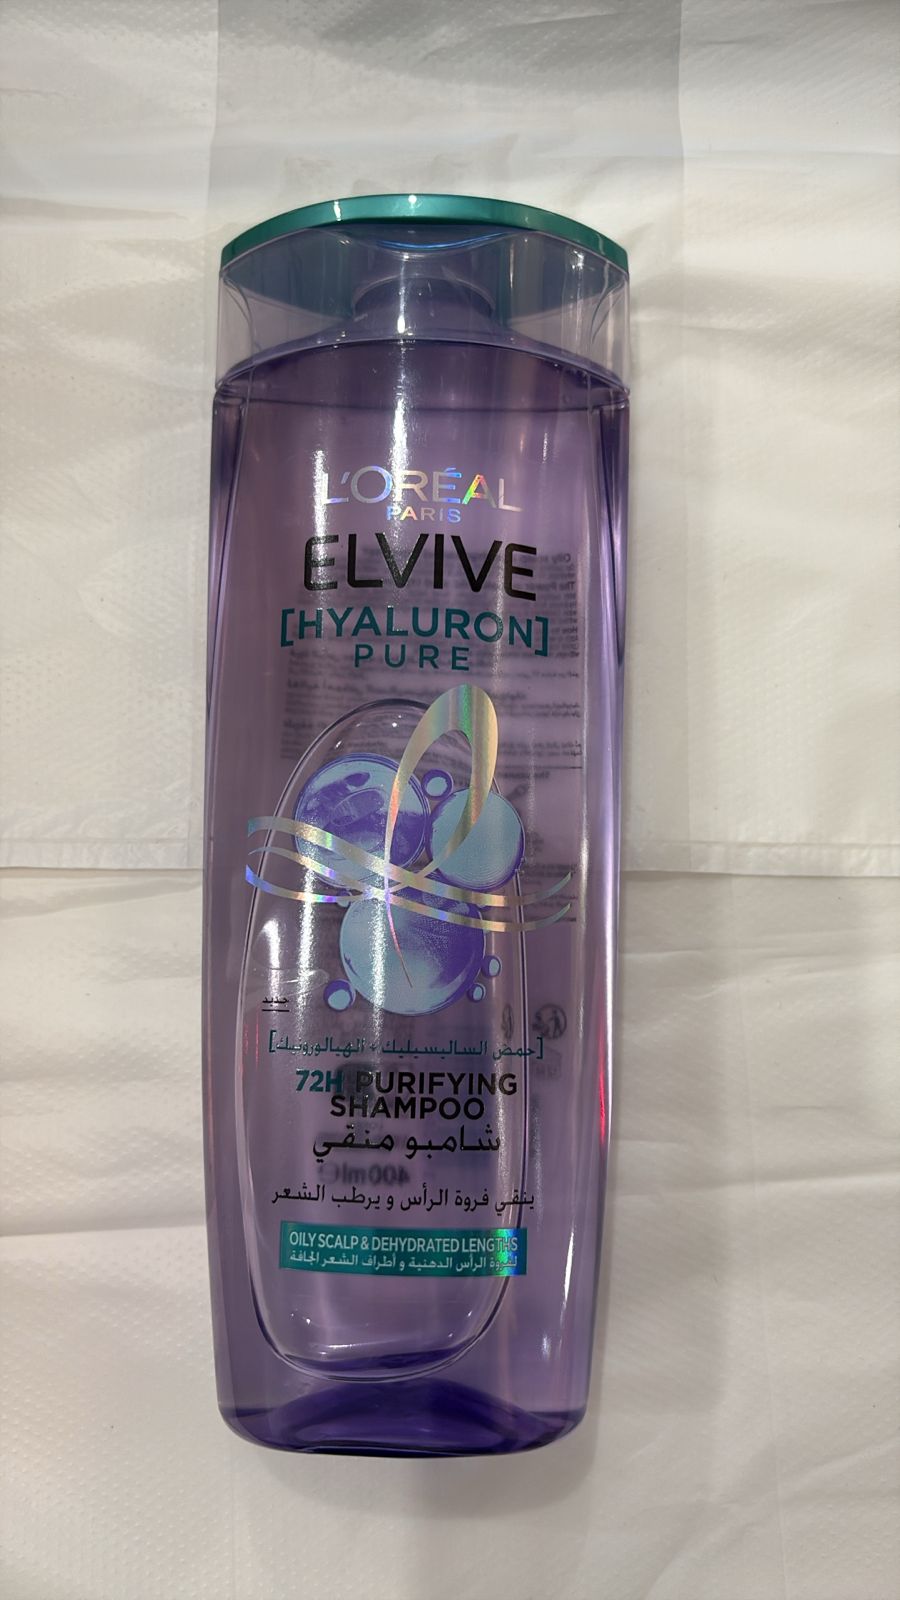 L'ORÉAL
PARIS
ELVIVE
[HYALURON]
PURE
جديد
[حمض الساليسيليك + الهيالورونيك]
72H PURIFYING
SHAMPOO
شامبو منقي
400ml
ينقي فروة الرأس و يرطب الشعر
OILY SCALP & DEHYDRATED LENGTHS
لفروة الرأس الدهنية و أطراف الشعر الجافة